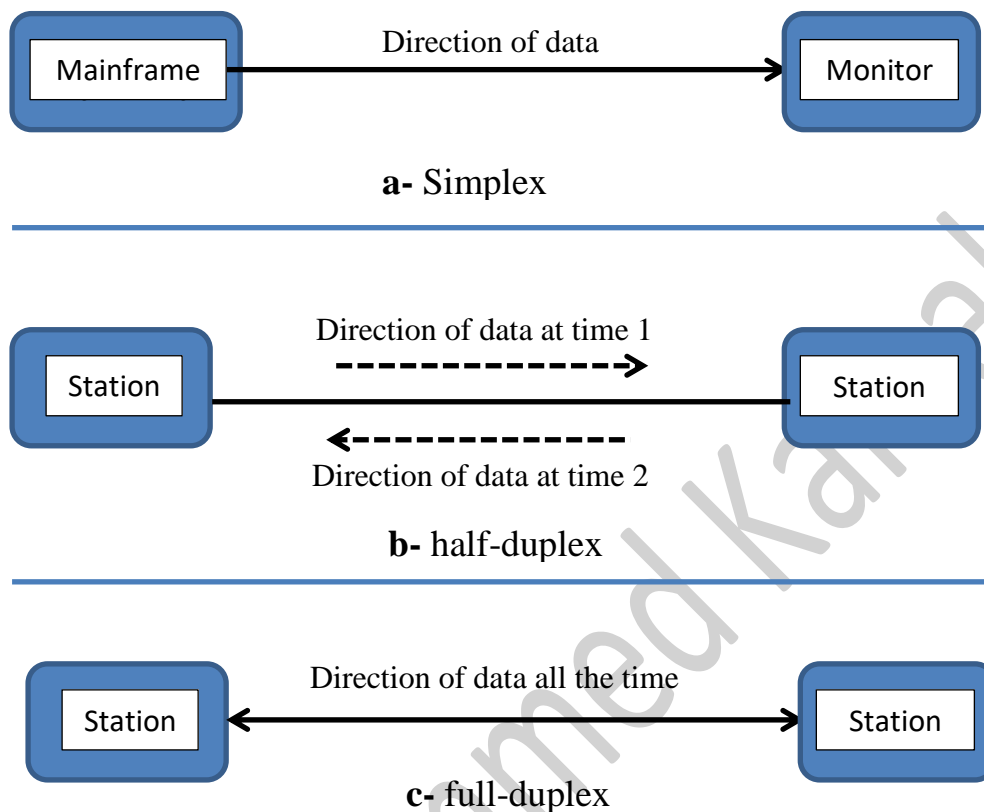 Direction of data
Mainframe
Monitor
a- Simplex
Direction of data at time 1
Station
Station
Direction of data at time 2
b- half-duplex
Direction of data all the time
Station
Station
c- full-duplex